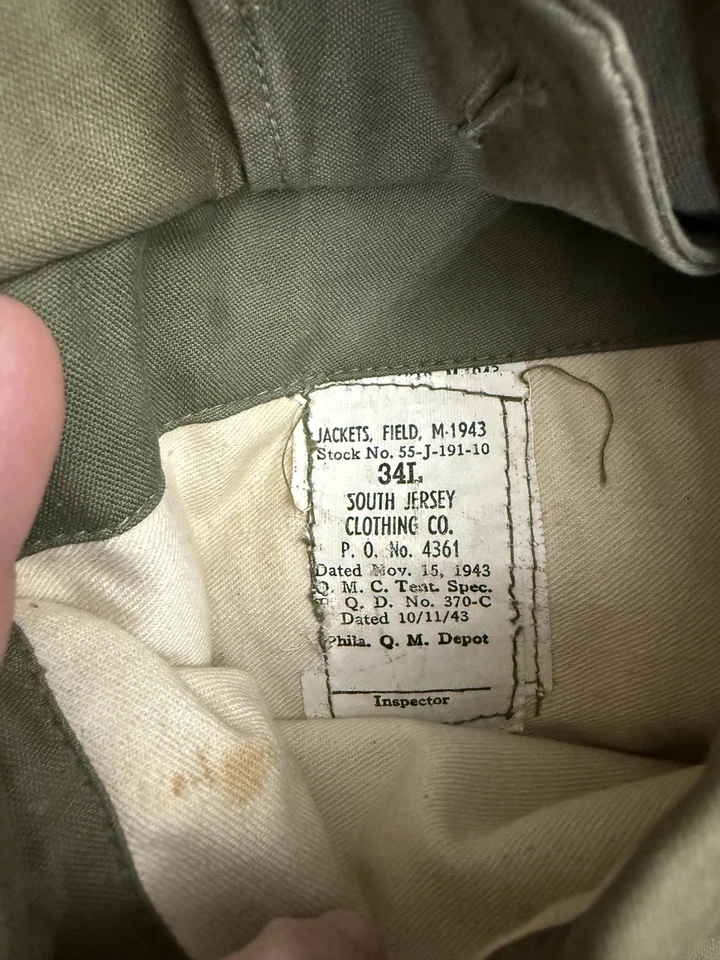 JACKETS, FIELD, M-1943
Stock No. 55-J-191-10
34L
SOUTH JERSEY
CLOTHING CO.
P. O. No. 4361
Dated Nov. 15, 1943
Q. M. C. Tent. Spec.
P. Q. D. No. 370-C
Dated 10/11/43
Phila. Q. M. Depot
Inspector